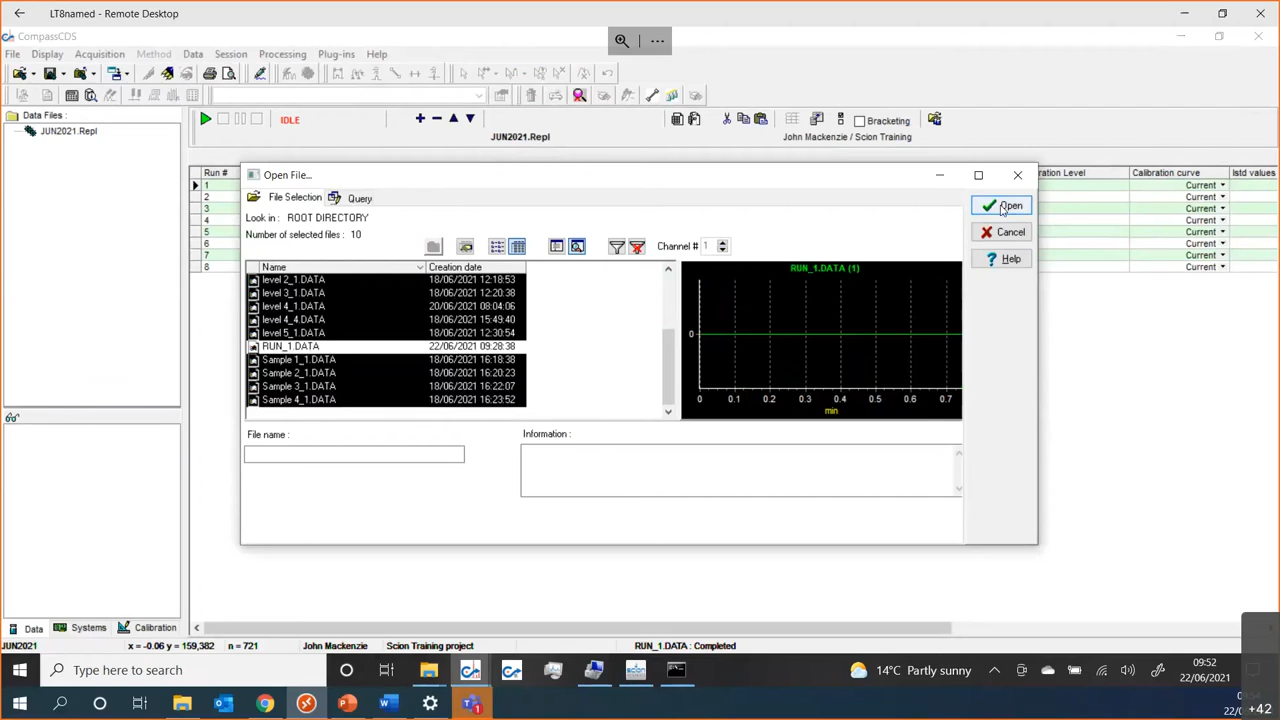 LT8named - Remote Desktop
CompassCDS
File Display Acquisition Method Data Session Processing Plug-ins Help
Data Files :
JUN2021.Repl
IDLE
Bracketing
JUN2021.Repl
John Mackenzie / Scion Training
Run #
Calibration curve
Istd values
1 Current
2 Current
3 Current
4 Current
5 Current
6 Current
7 Current
8 Current
Open File...
File Selection Query
Look in : ROOT DIRECTORY
Number of selected files : 10
Channel # 1
Name Creation date
level 2_1.DATA 18/06/2021 12:18:53
level 3_1.DATA 18/06/2021 12:20:38
level 4_1.DATA 20/06/2021 08:04:06
level 4_4.DATA 18/06/2021 15:49:40
level 5_1.DATA 18/06/2021 12:30:54
RUN_1.DATA 22/06/2021 09:28:38
Sample 1_1.DATA 18/06/2021 16:18:38
Sample 2_1.DATA 18/06/2021 16:20:23
Sample 3_1.DATA 18/06/2021 16:22:07
Sample 4_1.DATA 18/06/2021 16:23:52
RUN_1.DATA (1)
0
0 0.1 0.2 0.3 0.4 0.5 0.6 0.7
min
Open
Cancel
Help
File name :
Information :
Data Systems Calibration
JUN2021 x = -0.06 y = 159,382 n = 721 John Mackenzie Scion Training project RUN_1.DATA : Completed
Type here to search
14°C Partly sunny
09:52
22/06/2021
+42